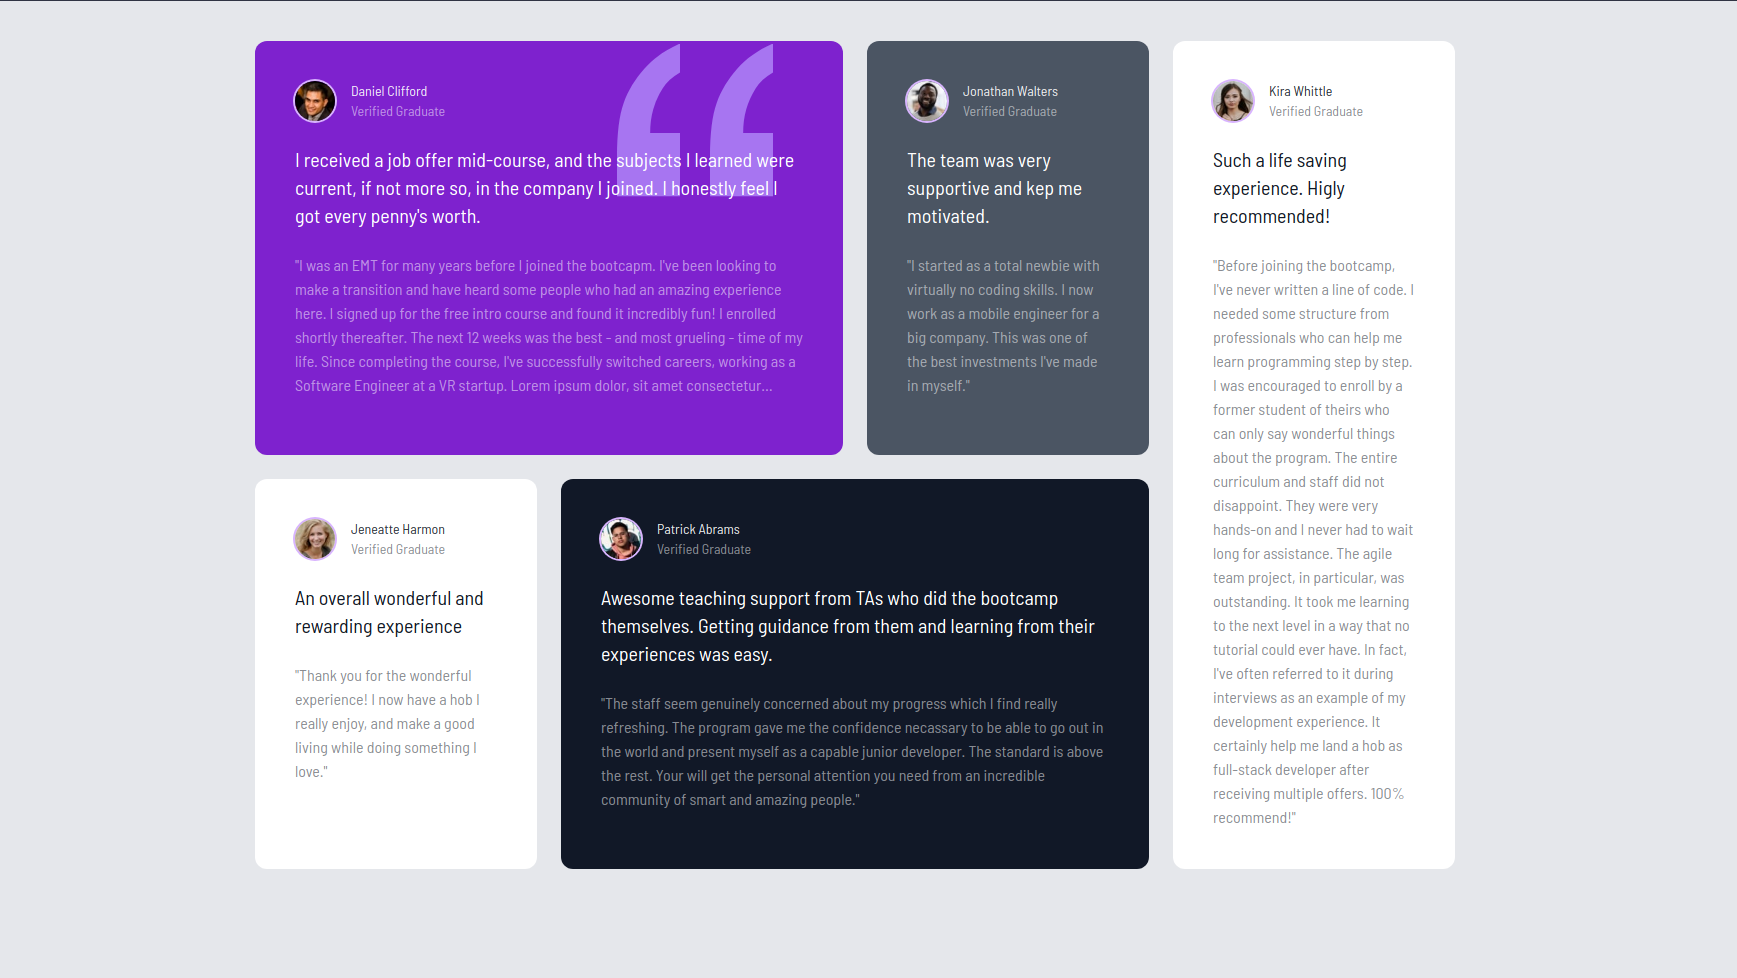 Daniel Clifford
Verified Graduate
I received a job offer mid-course, and the subjects I learned were
current, if not more so, in the company I joined. I honestly feel I
got every penny's worth.
"I was an EMT for many years before I joined the bootcapm. I've been looking to
make a transition and have heard some people who had an amazing experience
here. I signed up for the free intro course and found it incredibly fun! I enrolled
shortly thereafter. The next 12 weeks was the best - and most grueling - time of my
life. Since completing the course, I've successfully switched careers, working as a
Software Engineer at a VR startup. Lorem ipsum dolor, sit amet consectetur...
Jonathan Walters
Verified Graduate
The team was very
supportive and kep me
motivated.
"I started as a total newbie with
virtually no coding skills. I now
work as a mobile engineer for a
big company. This was one of
the best investments I've made
in myself."
Kira Whittle
Verified Graduate
Such a life saving
experience. Higly
recommended!
"Before joining the bootcamp,
I've never written a line of code. I
needed some structure from
professionals who can help me
learn programming step by step.
I was encouraged to enroll by a
former student of theirs who
can only say wonderful things
about the program. The entire
curriculum and staff did not
disappoint. They were very
hands-on and I never had to wait
long for assistance. The agile
team project, in particular, was
outstanding. It took me learning
to the next level in a way that no
tutorial could ever have. In fact,
I've often referred to it during
interviews as an example of my
development experience. It
certainly help me land a hob as
full-stack developer after
receiving multiple offers. 100%
recommend!"
Jeneatte Harmon
Verified Graduate
An overall wonderful and
rewarding experience
"Thank you for the wonderful
experience! I now have a hob I
really enjoy, and make a good
living while doing something I
love."
Patrick Abrams
Verified Graduate
Awesome teaching support from TAs who did the bootcamp
themselves. Getting guidance from them and learning from their
experiences was easy.
"The staff seem genuinely concerned about my progress which I find really
refreshing. The program gave me the confidence necassary to be able to go out in
the world and present myself as a capable junior developer. The standard is above
the rest. Your will get the personal attention you need from an incredible
community of smart and amazing people."